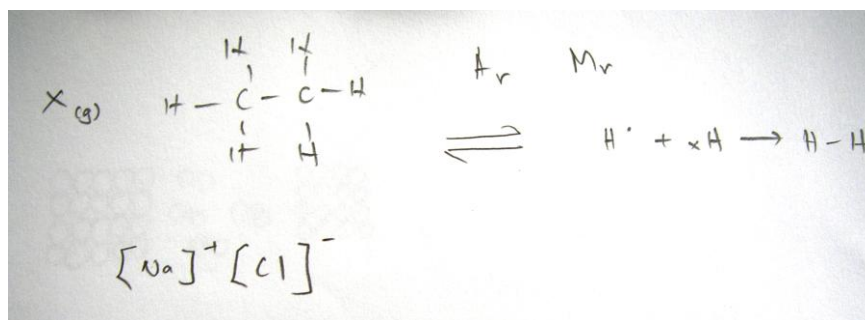 H H Ar Mr
X(g) H - C - C - H
H H ⇌ H• + ×H → H - H
[Na]⁺ [Cl]⁻